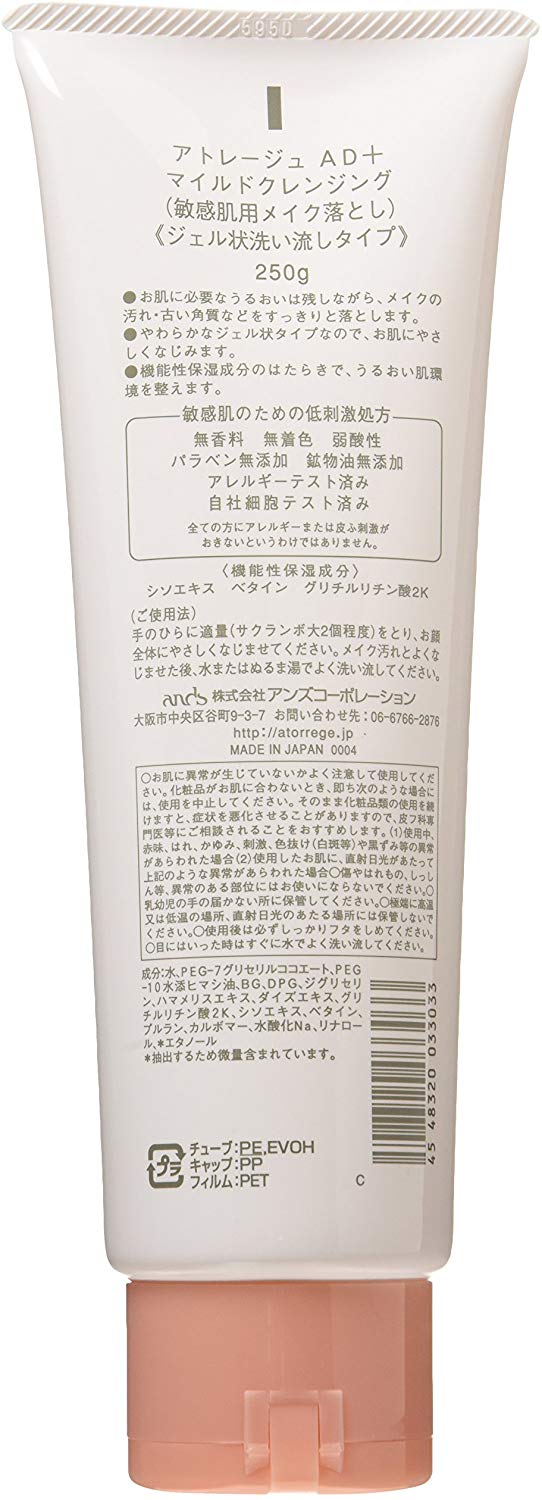 595D
アトレージュ AD＋
マイルドクレンジング
(敏感肌用メイク落とし)
《ジェル状洗い流しタイプ》
250g
●お肌に必要なうるおいは残しながら、メイクの
汚れ・古い角質などをすっきりと落とします。
●やわらかなジェル状タイプなので、お肌にやさ
しくなじみます。
●機能性保湿成分のはたらきで、うるおい肌環
境を整えます。
敏感肌のための低刺激処方
無香料 無着色 弱酸性
パラベン無添加 鉱物油無添加
アレルギーテスト済み
自社細胞テスト済み
全ての方にアレルギーまたは皮ふ刺激が
おきないというわけではありません。
〈機能性保湿成分〉
シソエキス ベタイン グリチルリチン酸2K
(ご使用法)
手のひらに適量(サクランボ大2個程度)をとり、お顔
全体にやさしくなじませてください。メイク汚れとよくな
じませた後、水またはぬるま湯でよく洗い流してください。
ands 株式会社アンズコーポレーション
大阪市中央区谷町9-3-7 お問い合わせ先：06-6766-2876
http://atorrege.jp/
MADE IN JAPAN 0004
○お肌に異常が生じていないかよく注意して使用してくだ
さい。化粧品がお肌に合わないとき、即ち次のような場合に
は、使用を中止してください。そのまま化粧品類の使用を続
けますと、症状を悪化させることがありますので、皮フ科専
門医等にご相談されることをおすすめします。(1)使用中、
赤味、はれ、かゆみ、刺激、色抜け(白斑等)や黒ずみ等の異常
があらわれた場合(2)使用したお肌に、直射日光があたって
上記のような異常があらわれた場合○傷やはれもの、しっし
ん等、異常のある部位にはお使いにならないでください。○
乳幼児の手の届かない所に保管してください。○極端に高温
又は低温の場所、直射日光のあたる場所には保管しないで
ください。○使用後は必ずしっかりフタをしめてください。
○目にはいった時はすぐに水でよく洗い流してください。
成分：水、PEG-7グリセリルココエート、PEG
-10水添ヒマシ油、BG、DPG、ジグリセリ
ン、ハマメリスエキス、ダイズエキス、グリ
チルリチン酸2K、シソエキス、ベタイン、
プルラン、カルボマー、水酸化Na、リナロー
ル、*エタノール
*抽出するため微量含まれています。
4 548320 033033
プラ
チューブ：PE,EVOH
キャップ：PP
フィルム：PET
C